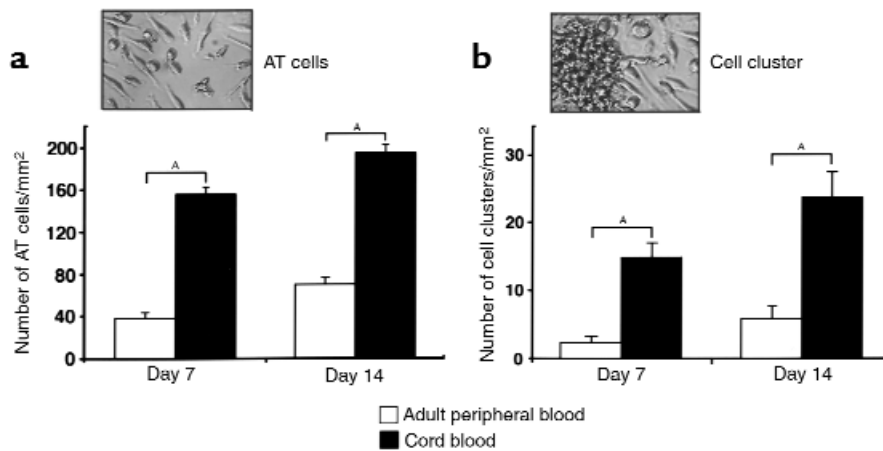 a
AT cells
Number of AT cells/mm²
200
160
120
80
40
0
A
A
Day 7
Day 14
b
Cell cluster
Number of cell clusters/mm²
30
20
10
0
A
A
Day 7
Day 14
Adult peripheral blood
Cord blood